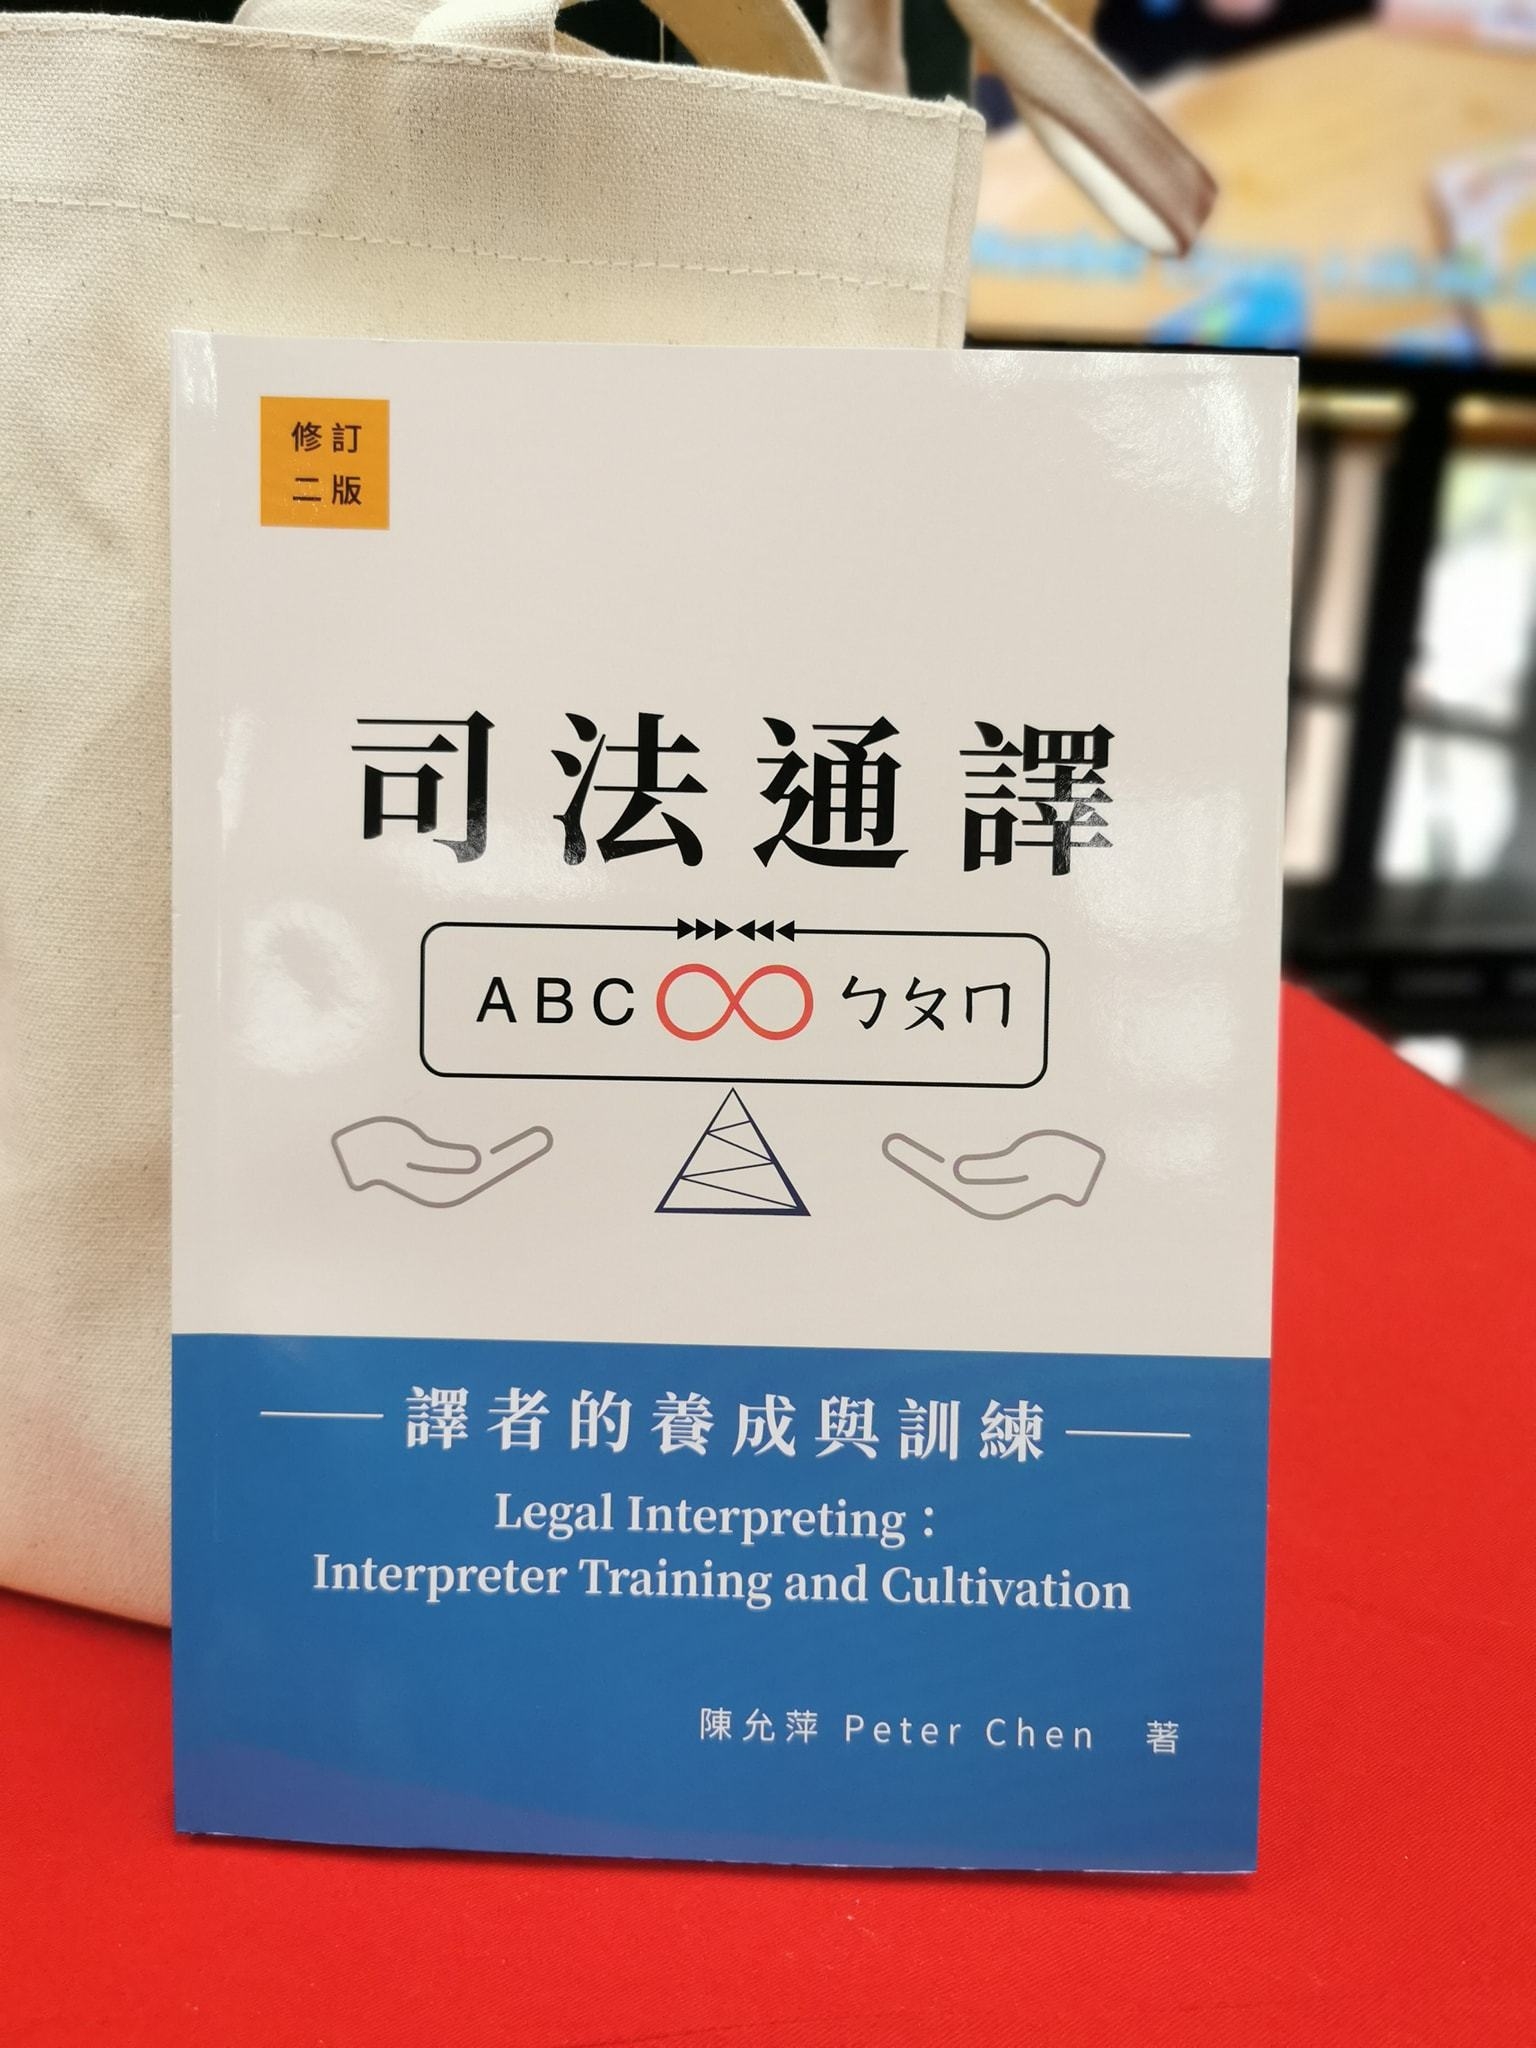 修訂
二版
司法通譯
ABC ㄅㄆㄇ
譯者的養成與訓練
Legal Interpreting：
Interpreter Training and Cultivation
陳允萍 Peter Chen 著